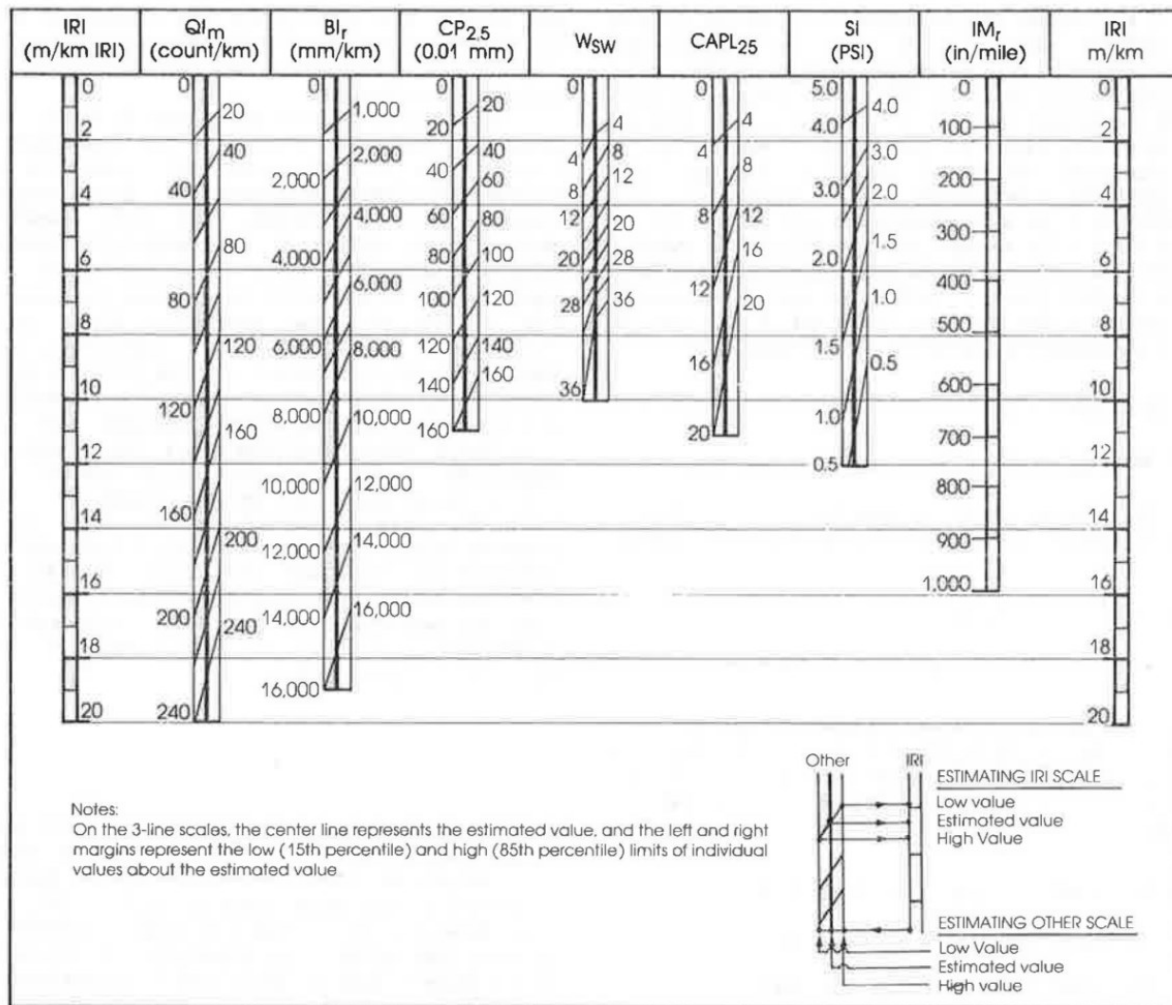 IRI QIm BIr CP2.5 WSW CAPL25 SI IMr IRI
(m/km IRI) (count/km) (mm/km) (0.01 mm) (PSI) (in/mile) m/km
0 0 0 0 0 0 5.0 0 0
20 1,000 20 4 4 4.0 4.0 100
2 20 4 4 3.0 2
40 2,000 40 8 8
2,000 40 60 4 12 8 3.0 2.0 200
4 40 4,000 60 80 12 20 8 12 1.5 300 4
80 4,000 80 100 20 28 16 2.0
6 80 6,000 100 120 28 36 12 20 1.0 400 6
8 120 6,000 8,000 120 140 16 1.5 0.5 500 8
10 120 8,000 10,000 140 160 36 1.0 600 10
160 160 20 700
12 10,000 12,000 0.5 800 12
14 160 200 12,000 14,000 900 14
16 200 14,000 16,000 1,000 16
18 240 16,000 18
20 240 20
Other IRI
ESTIMATING IRI SCALE
Low value
Estimated value
High Value
Notes:
On the 3-line scales, the center line represents the estimated value, and the left and right
margins represent the low (15th percentile) and high (85th percentile) limits of individual
values about the estimated value.
ESTIMATING OTHER SCALE
Low Value
Estimated value
High value